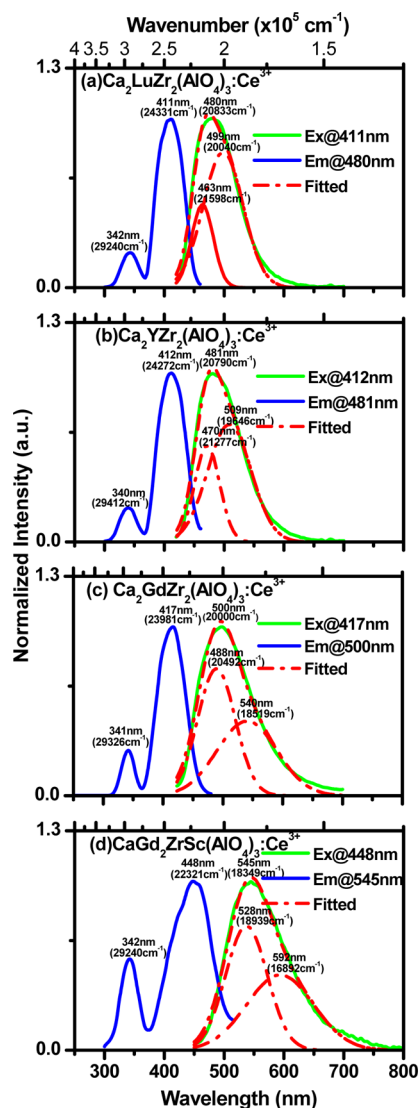 Wavenumber (x10⁵ cm⁻¹)
4 3.5 3 2.5 2 1.5
1.3
(a)Ca₂LuZr₂(AlO₄)₃:Ce³⁺
411nm
(24331cm⁻¹)
480nm
(20833cm⁻¹)
499nm
(20040cm⁻¹)
463nm
(21598cm⁻¹)
342nm
(29240cm⁻¹)
Ex@411nm
Em@480nm
Fitted
0.0
1.3
(b)Ca₂YZr₂(AlO₄)₃:Ce³⁺
412nm
(24272cm⁻¹)
481nm
(20790cm⁻¹)
509nm
(19646cm⁻¹)
470nm
(21277cm⁻¹)
340nm
(29412cm⁻¹)
Ex@412nm
Em@481nm
Fitted
0.0
Normalized Intensity (a.u.)
1.3
(c) Ca₂GdZr₂(AlO₄)₃:Ce³⁺
417nm
(23981cm⁻¹)
500nm
(20000cm⁻¹)
488nm
(20492cm⁻¹)
540nm
(18519cm⁻¹)
341nm
(29326cm⁻¹)
Ex@417nm
Em@500nm
Fitted
0.0
1.3
(d)CaGd₂ZrSc(AlO₄)₃:Ce³⁺
448nm
(22321cm⁻¹)
545nm
(18349cm⁻¹)
528nm
(18939cm⁻¹)
592nm
(16892cm⁻¹)
342nm
(29240cm⁻¹)
Ex@448nm
Em@545nm
Fitted
0.0
300 400 500 600 700 800
Wavelength (nm)